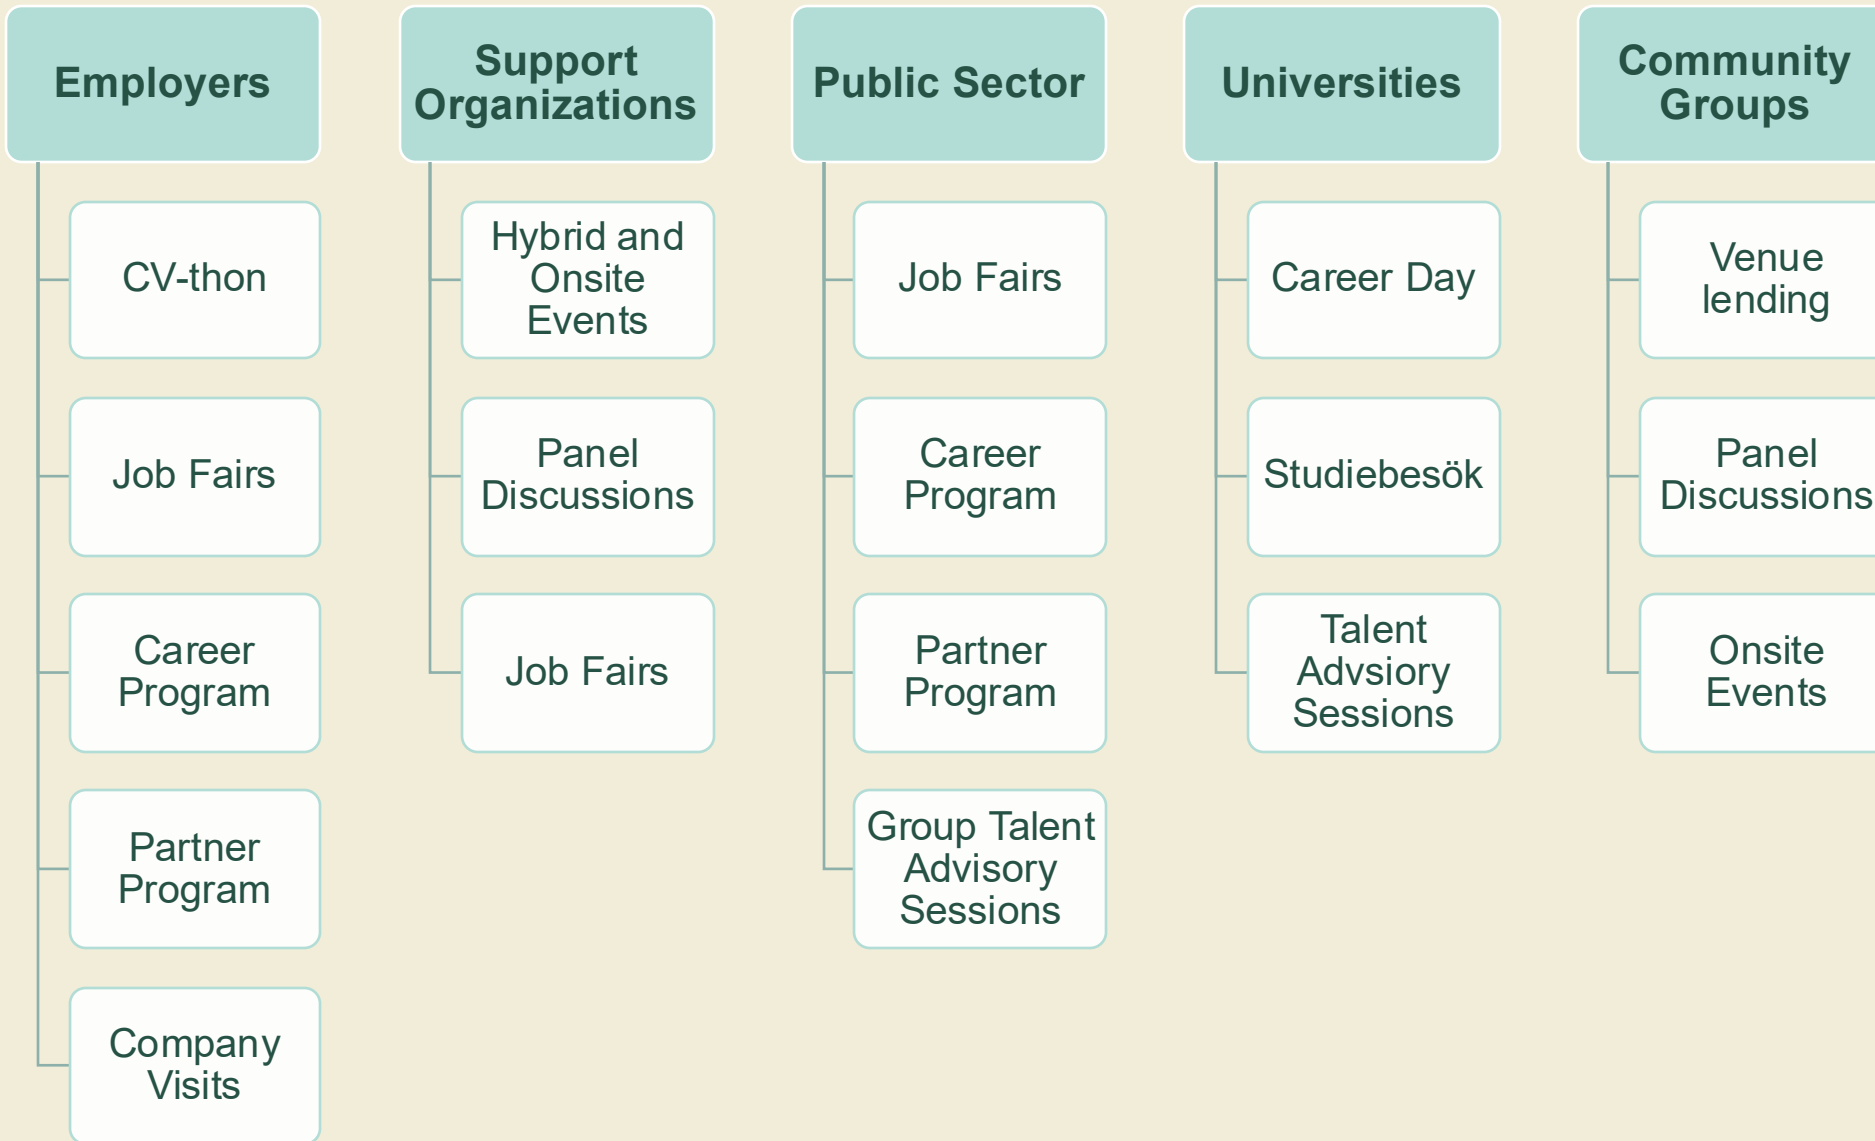 Employers
CV-thon
Job Fairs
Career
Program
Partner
Program
Company
Visits
Support
Organizations
Hybrid and
Onsite
Events
Panel
Discussions
Job Fairs
Public Sector
Job Fairs
Career
Program
Partner
Program
Group Talent
Advisory
Sessions
Universities
Career Day
Studiebesök
Talent
Advsiory
Sessions
Community
Groups
Venue
lending
Panel
Discussions
Onsite
Events